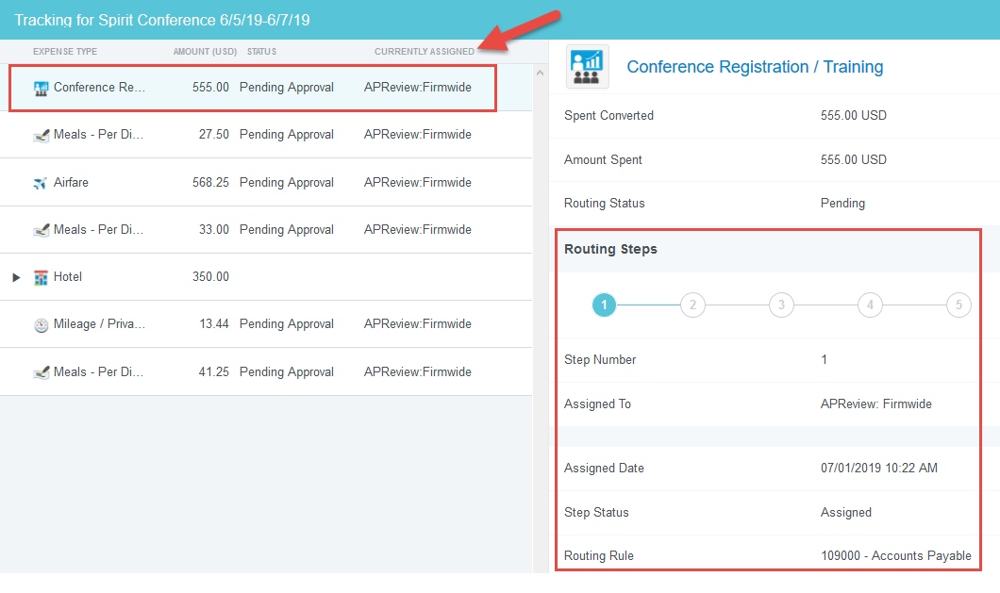 Tracking for Spirit Conference 6/5/19-6/7/19
EXPENSE TYPE AMOUNT (USD) STATUS CURRENTLY ASSIGNED
Conference Re... 555.00 Pending Approval APReview:Firmwide
Meals - Per Di... 27.50 Pending Approval APReview:Firmwide
Airfare 568.25 Pending Approval APReview:Firmwide
Meals - Per Di... 33.00 Pending Approval APReview:Firmwide
Hotel 350.00
Mileage / Priva... 13.44 Pending Approval APReview:Firmwide
Meals - Per Di... 41.25 Pending Approval APReview:Firmwide
Conference Registration / Training
Spent Converted 555.00 USD
Amount Spent 555.00 USD
Routing Status Pending
Routing Steps
1 2 3 4 5
Step Number 1
Assigned To APReview: Firmwide
Assigned Date 07/01/2019 10:22 AM
Step Status Assigned
Routing Rule 109000 - Accounts Payable